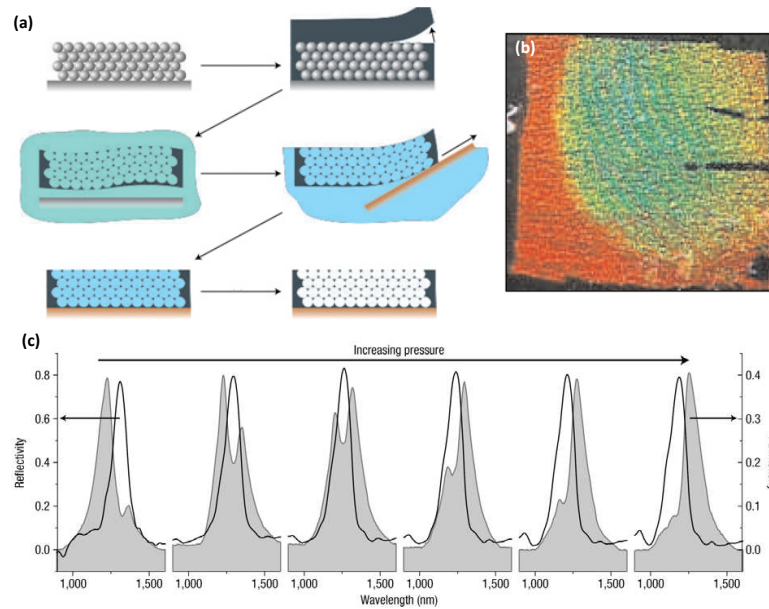 (a)
(b)
(c)
Increasing pressure
0.8
0.6
0.4
0.2
0.0
Reflectivity
0.4
0.3
0.2
0.1
0.0
1,000 1,500 1,000 1,500 1,000 1,500 1,000 1,500 1,000 1,500 1,000 1,500
Wavelength (nm)